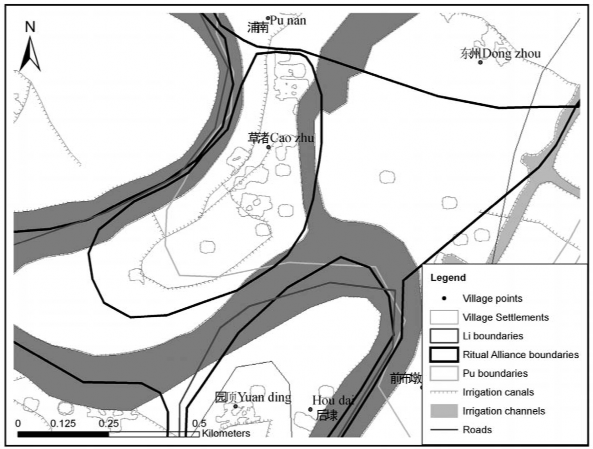 浦南 Pu nan
N
东州 Dong zhou
草者 Cao zhu
Legend
Village points
Village Settlements
Li boundaries
Ritual Alliance boundaries
Pu boundaries
Irrigation canals
Irrigation channels
Roads
前布墩
园顶 Yuan ding
Hou dai
后埭
0 0.125 0.25 0.5
Kilometers